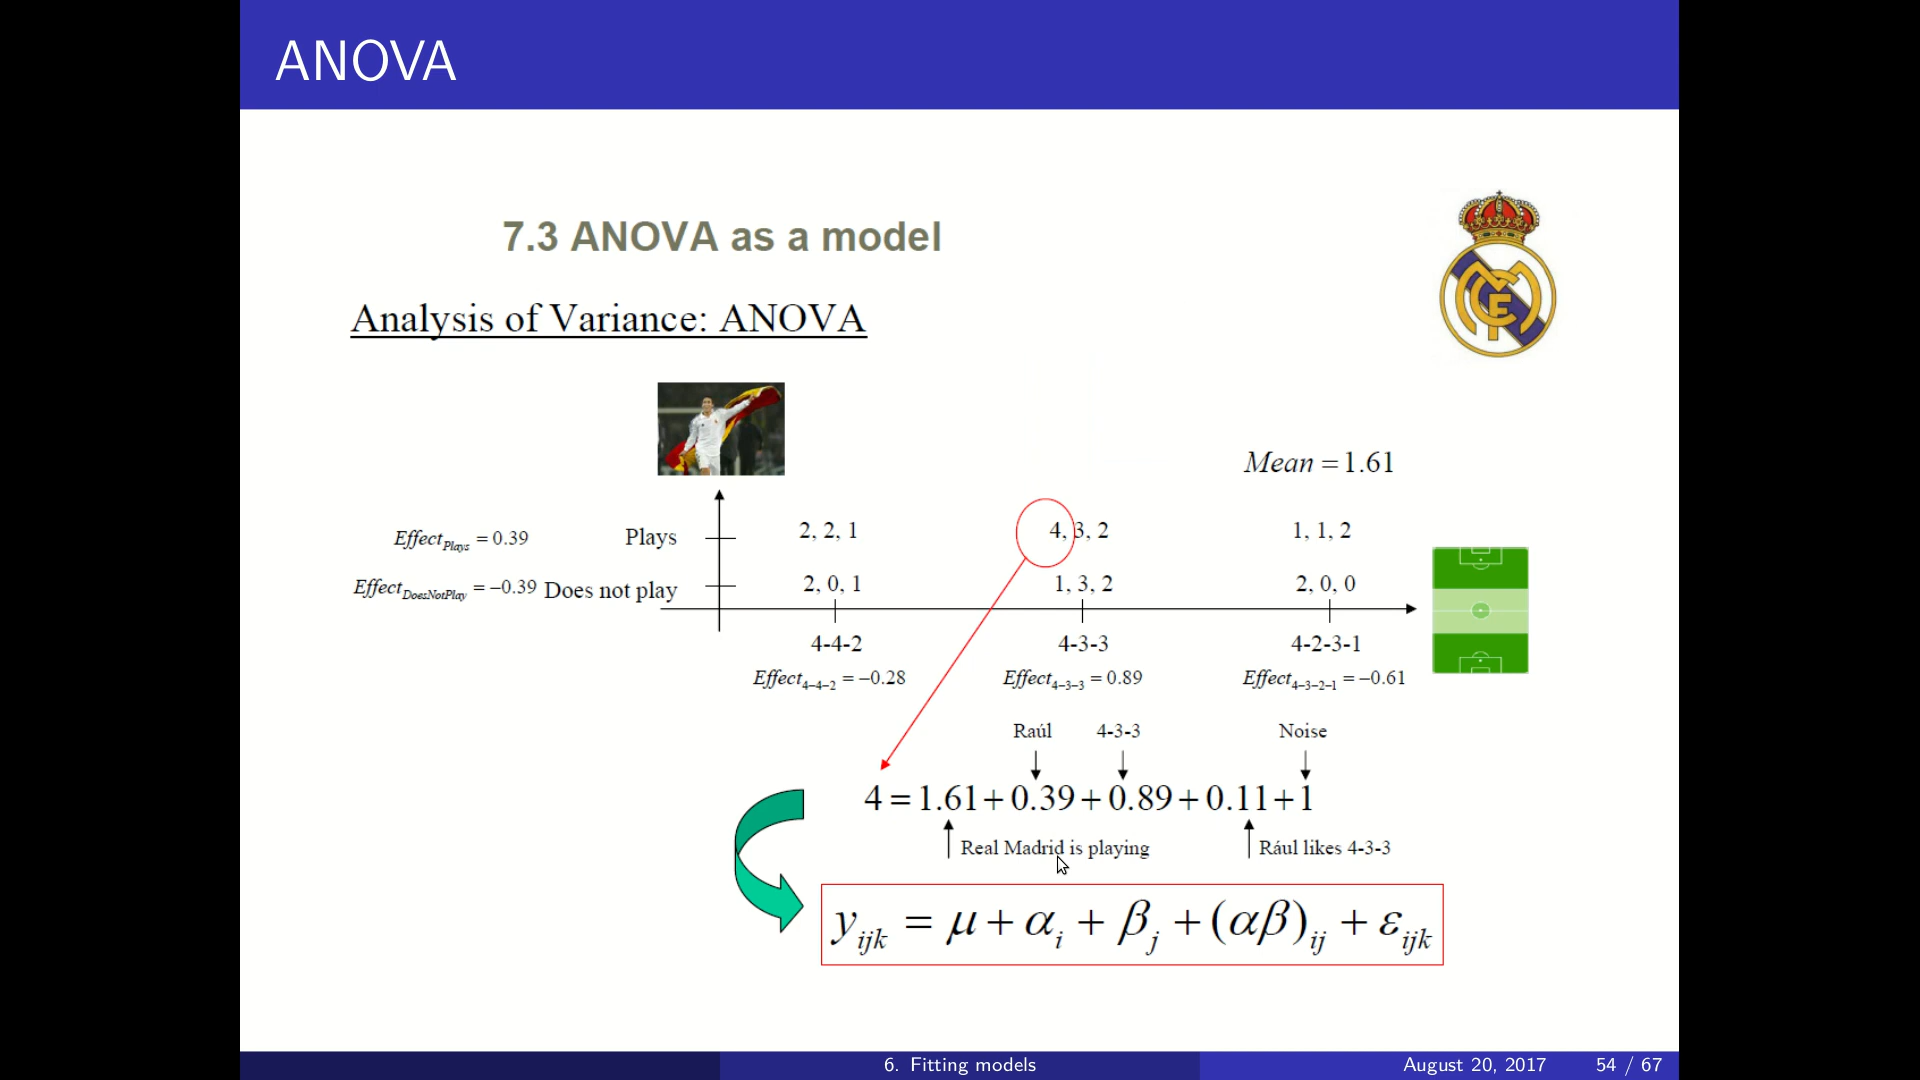 ANOVA
7.3 ANOVA as a model
Analysis of Variance: ANOVA
Mean = 1.61
Effect_Plays = 0.39 Plays 2, 2, 1 4, 3, 2 1, 1, 2
Effect_DoesNotPlay = −0.39 Does not play 2, 0, 1 1, 3, 2 2, 0, 0
4-4-2 4-3-3 4-2-3-1
Effect_4−4−2 = −0.28 Effect_4−3−3 = 0.89 Effect_4−3−2−1 = −0.61
Raúl 4-3-3 Noise
4 = 1.61 + 0.39 + 0.89 + 0.11 + 1
Real Madrid is playing Rául likes 4-3-3
y_ijk = μ + α_i + β_j + (αβ)_ij + ε_ijk
6. Fitting models August 20, 2017 54 / 67